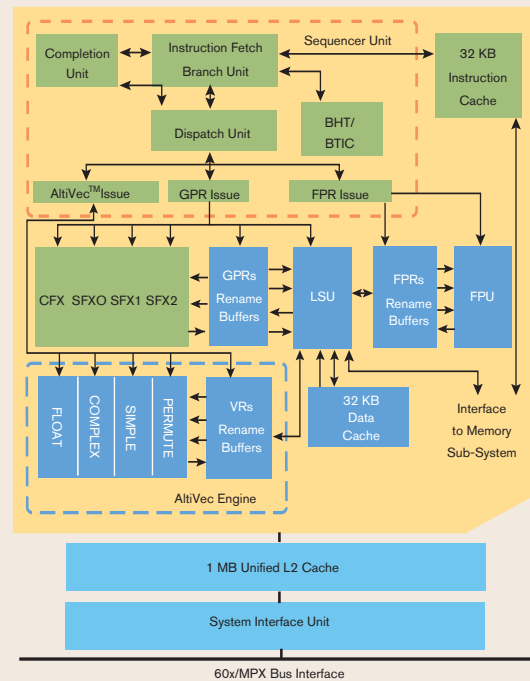 Sequencer Unit
Completion
Unit
Instruction Fetch
Branch Unit
32 KB
Instruction
Cache
BHT/
BTIC
Dispatch Unit
AltiVec™Issue
GPR Issue
FPR Issue
CFX SFXO SFX1 SFX2
GPRs
Rename
Buffers
LSU
FPRs
Rename
Buffers
FPU
FLOAT
COMPLEX
SIMPLE
PERMUTE
VRs
Rename
Buffers
32 KB
Data
Cache
Interface
to Memory
Sub-System
AltiVec Engine
1 MB Unified L2 Cache
System Interface Unit
60x/MPX Bus Interface